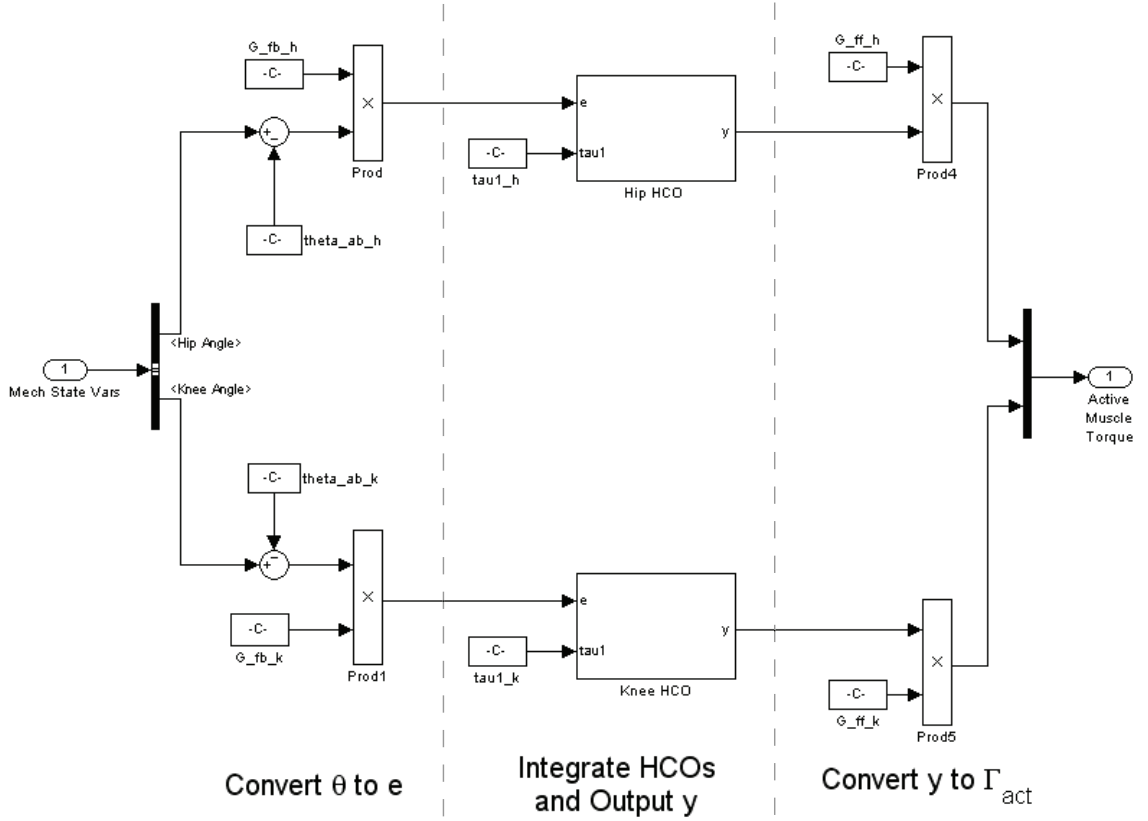 G_fb_h
-C-
+
-
×
Prod
-C-
theta_ab_h
e
tau1
y
Hip HCO
-C-
tau1_h
G_ff_h
-C-
×
Prod4
<Hip Angle>
1
Mech State Vars
<Knee Angle>
1
Active
Muscle
Torque
-C-
theta_ab_k
+
-
×
Prod1
-C-
G_fb_k
e
tau1
y
Knee HCO
-C-
tau1_k
×
Prod5
-C-
G_ff_k
Convert θ to e
Integrate HCOs
and Output y
Convert y to Γact